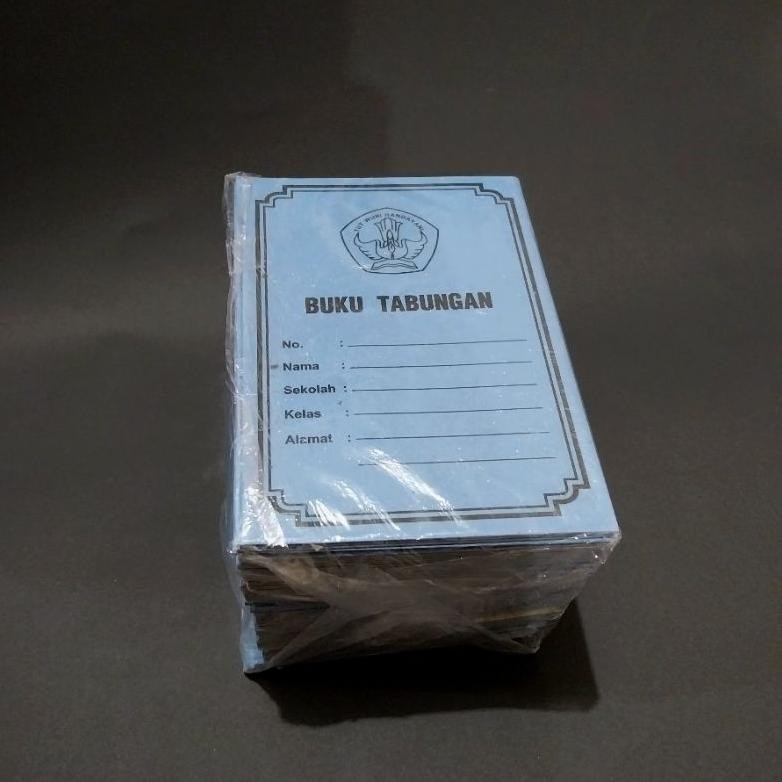 TUT WURI HANDAYANI
BUKU TABUNGAN
No. :
Nama :
Sekolah :
Kelas :
Alamat :